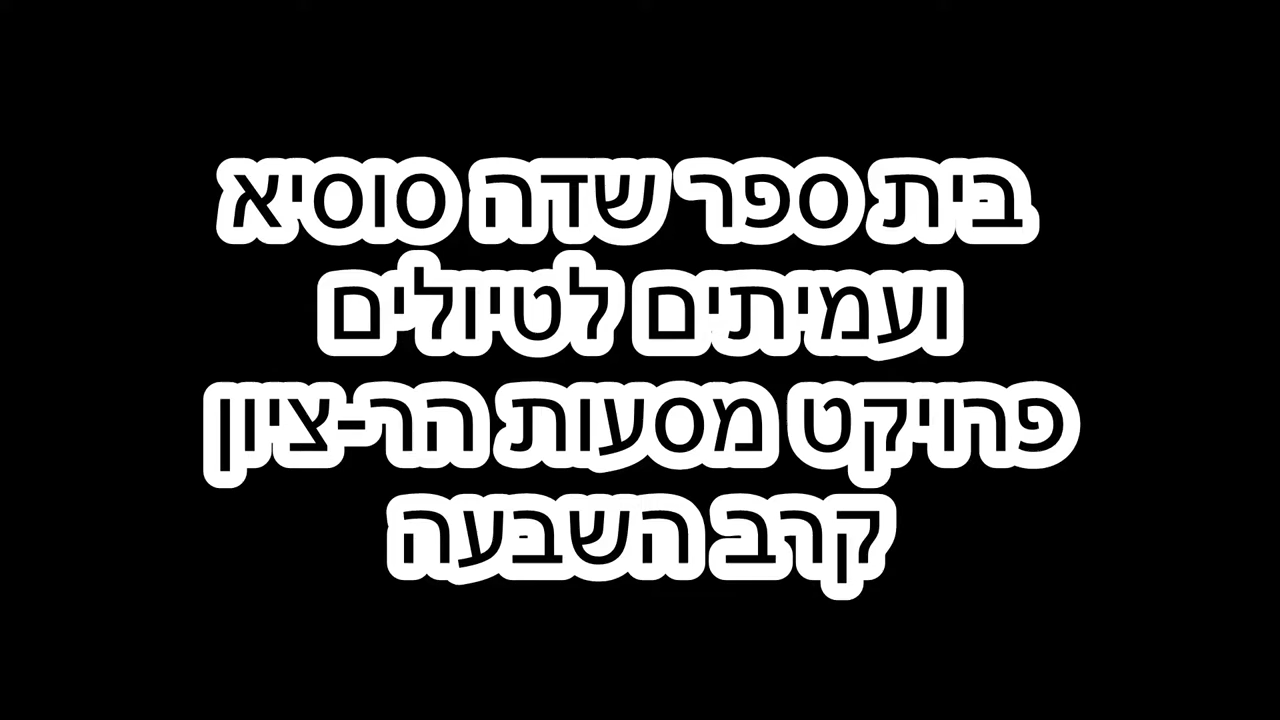 בית ספר שדה סוסיא
ועמיתים לטיולים
פרויקט מסעות הר-ציון
קרב השבעה